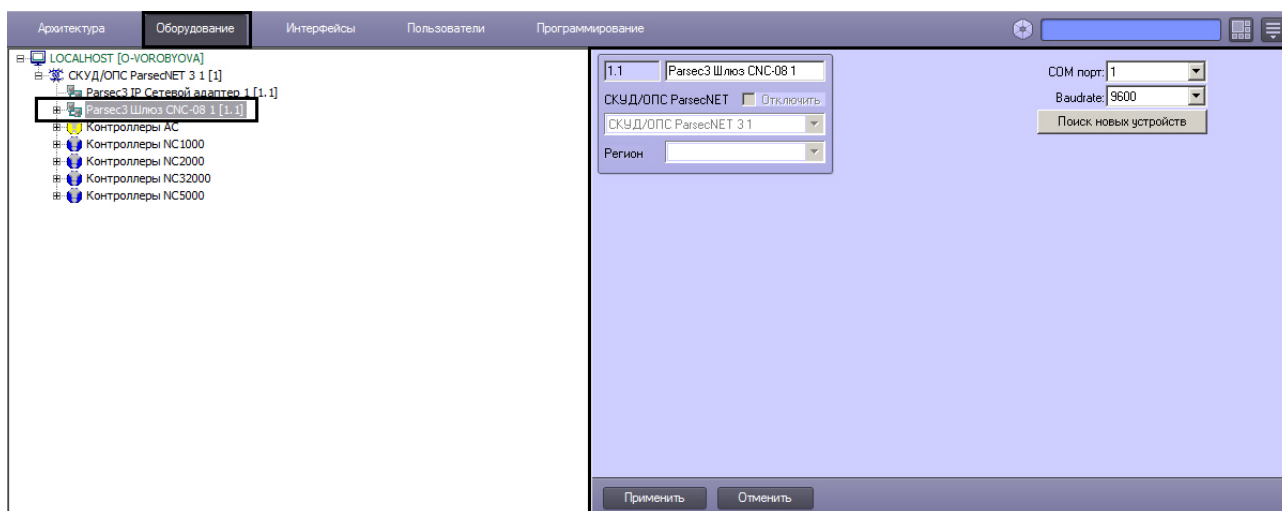 Архитектура Оборудование Интерфейсы Пользователи Программирование
LOCALHOST [O-VOROBYOVA]
СКУД/ОПС ParsecNET 3 1 [1]
Parsec3 IP Сетевой адаптер 1 [1.1]
Parsec3 Шлюз CNC-08 1 [1.1]
Контроллеры AC
Контроллеры NC1000
Контроллеры NC2000
Контроллеры NC32000
Контроллеры NC5000
1.1 Parsec3 Шлюз CNC-08 1
СКУД/ОПС ParsecNET Отключить
СКУД/ОПС ParsecNET 3 1
Регион
COM порт: 1
Baudrate: 9600
Поиск новых устройств
Применить Отменить